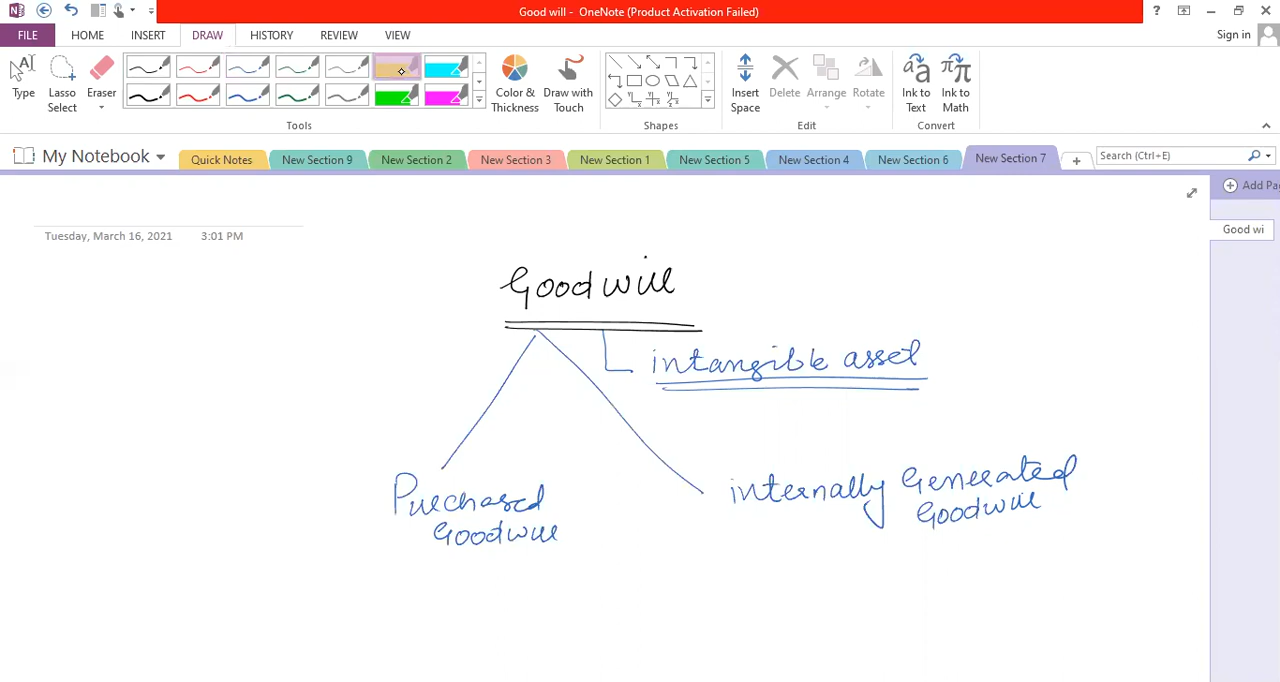 Good will - OneNote (Product Activation Failed)
?
FILE HOME INSERT DRAW HISTORY REVIEW VIEW
Sign in
Type
Lasso Select
Eraser
Color & Thickness
Draw with Touch
Insert Space
Delete
Arrange
Rotate
Ink to Text
Ink to Math
Tools
Shapes
Edit
Convert
My Notebook
Quick Notes
New Section 9
New Section 2
New Section 3
New Section 1
New Section 5
New Section 4
New Section 6
New Section 7
Search (Ctrl+E)
Add Pa
Good wi
Tuesday, March 16, 2021 3:01 PM
Goodwill
intangible asset
Purchased
Goodwill
internally Generated
Goodwill